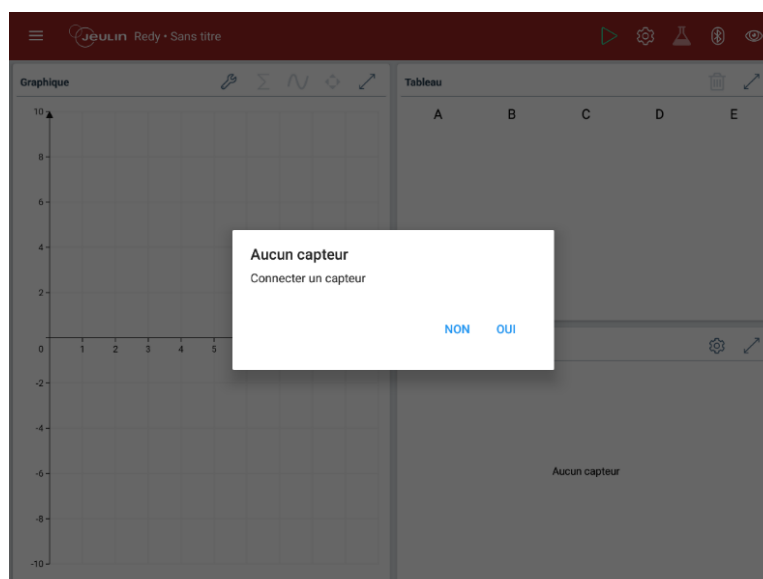 Jeulin Redy • Sans titre
Graphique
Tableau
A B C D E
10
8
6
4
2
0 1 2 3 4 5
-2
-4
-6
-8
-10
Aucun capteur
Connecter un capteur
NON OUI
Aucun capteur